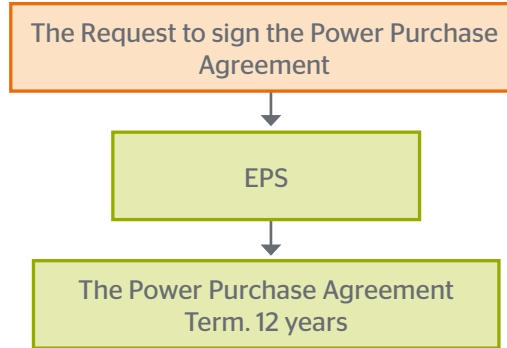 The Request to sign the Power Purchase
Agreement
EPS
The Power Purchase Agreement
Term. 12 years